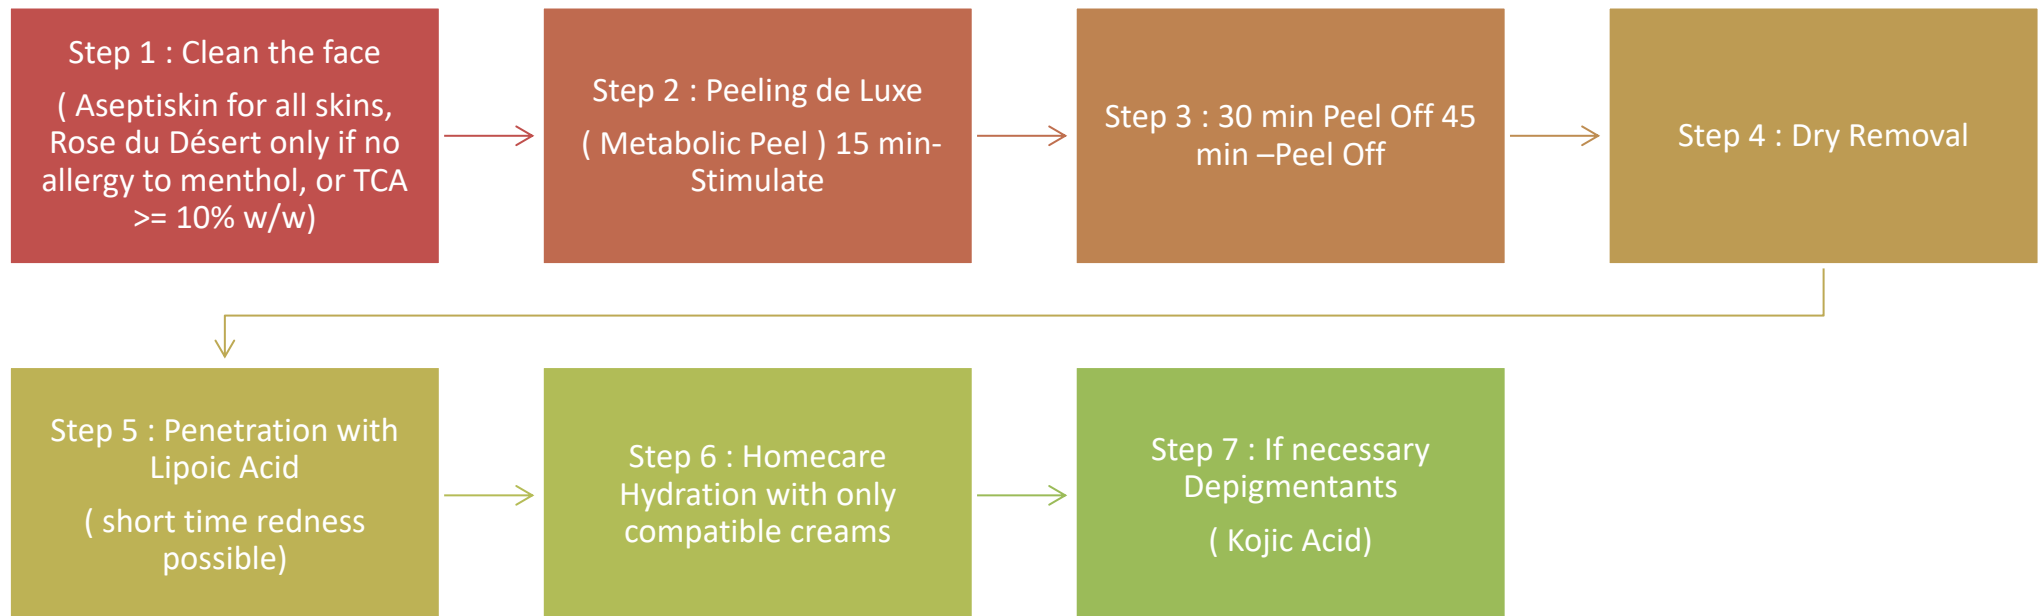 Step 1 : Clean the face
( Aseptiskin for all skins,
Rose du Désert only if no
allergy to menthol, or TCA
>= 10% w/w)
Step 2 : Peeling de Luxe
( Metabolic Peel ) 15 min-
Stimulate
Step 3 : 30 min Peel Off 45
min –Peel Off
Step 4 : Dry Removal
Step 5 : Penetration with
Lipoic Acid
( short time redness
possible)
Step 6 : Homecare
Hydration with only
compatible creams
Step 7 : If necessary
Depigmentants
( Kojic Acid)